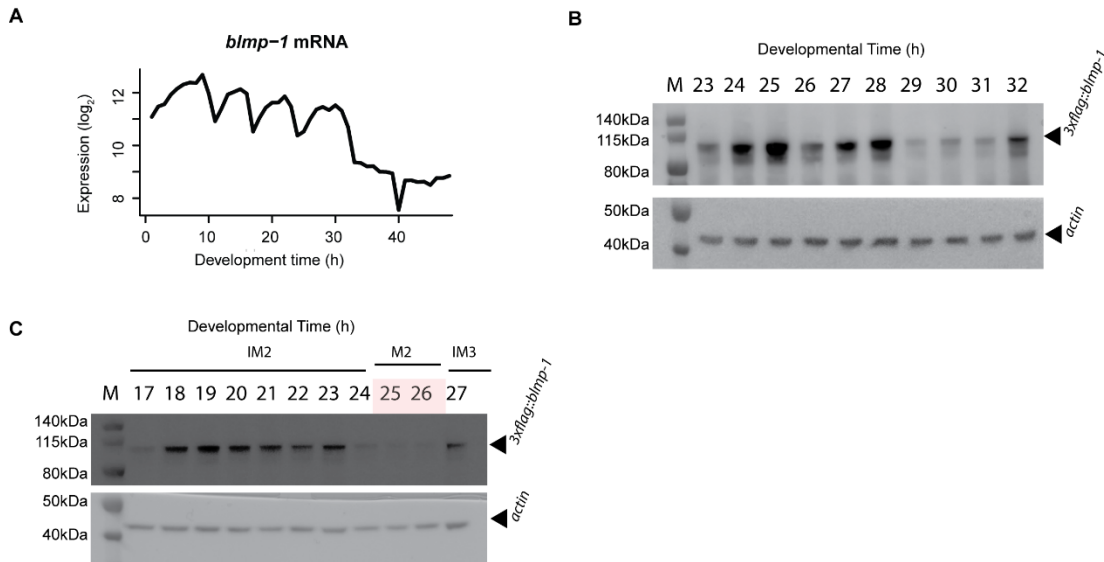 A
blmp−1 mRNA
Expression (log2)
12
10
8
0 10 20 30 40
Development time (h)
B
Developmental Time (h)
M 23 24 25 26 27 28 29 30 31 32
140kDa
115kDa
80kDa
3xflag::blmp-1
50kDa
40kDa
actin
C
Developmental Time (h)
IM2 M2 IM3
M 17 18 19 20 21 22 23 24 25 26 27
140kDa
115kDa
80kDa
3xflag::blmp-1
50kDa
40kDa
actin